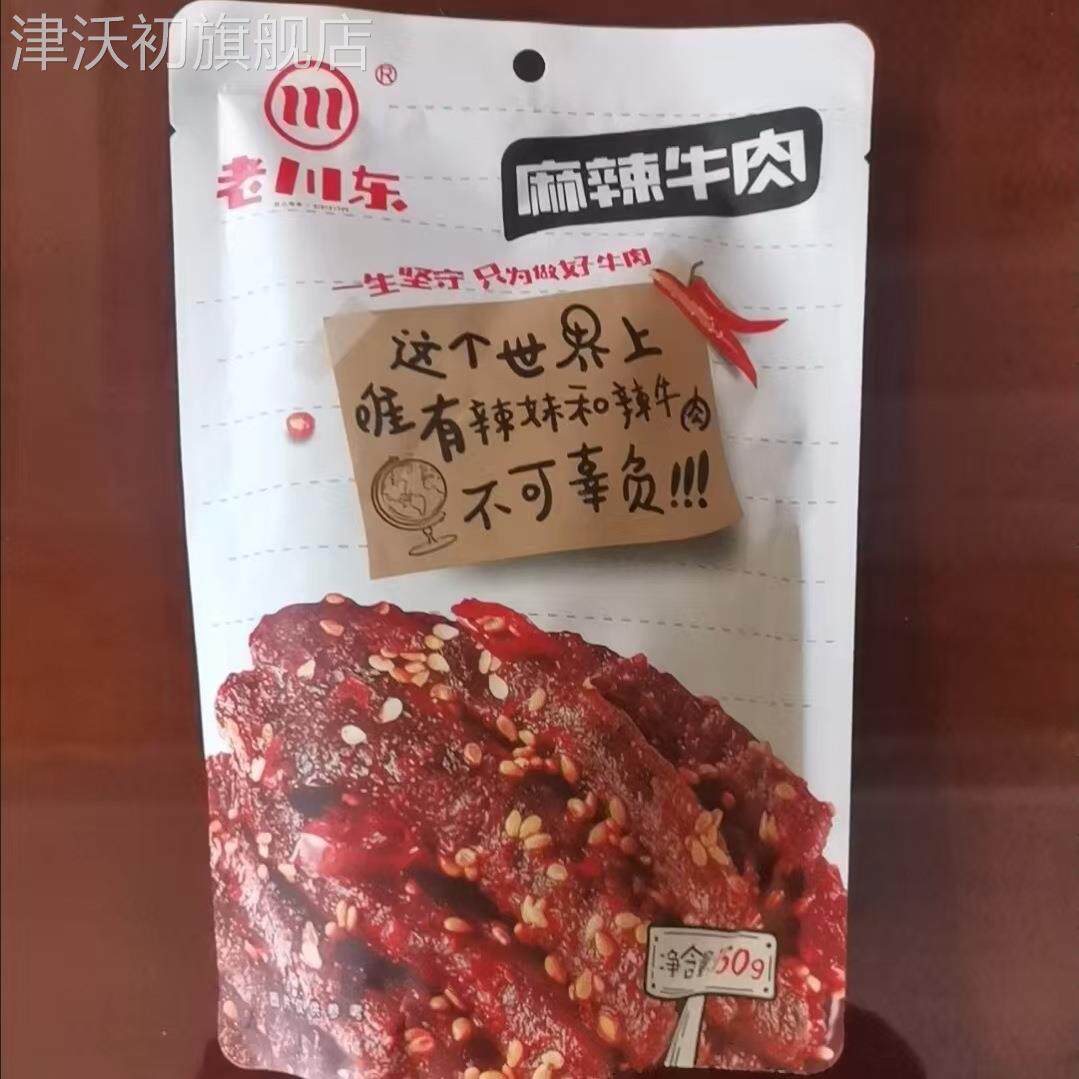 津沃初旗舰店
川
®
老川东
麻辣牛肉
一生坚守 只为做好牛肉
这个世界上
唯有辣妹和辣牛肉
不可辜负!!!
净含量60g